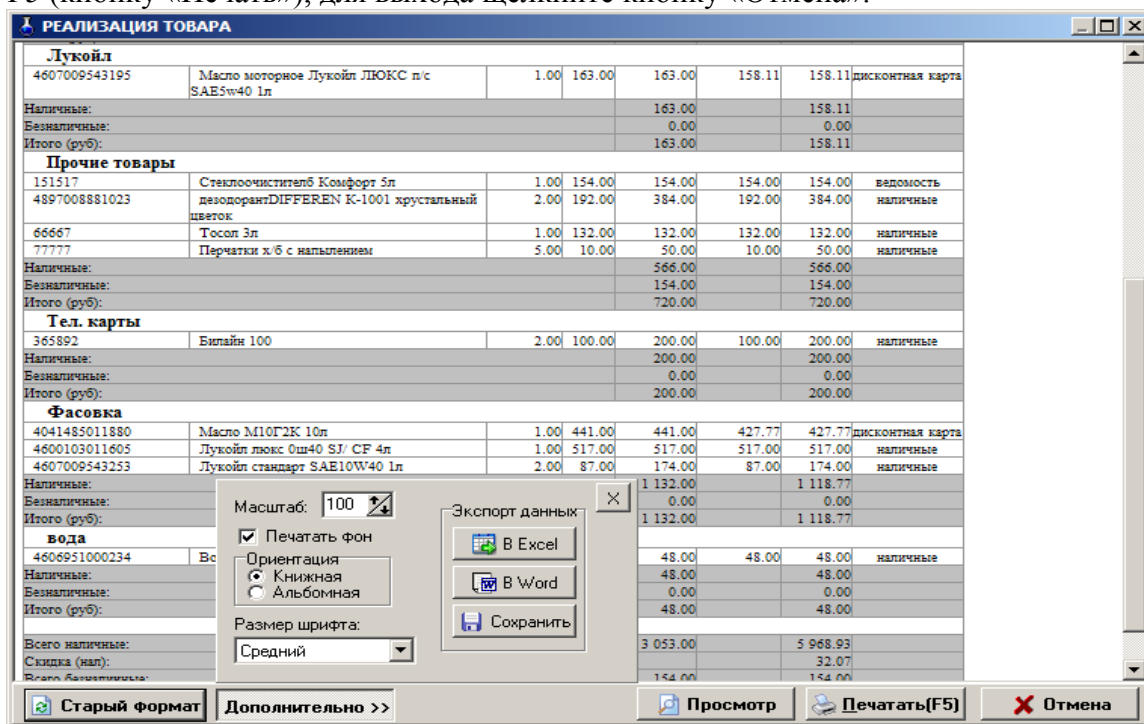 F5 (кнопку «Печать»), для выхода щелкните кнопку «Отмена».
РЕАЛИЗАЦИЯ ТОВАРА
Лукойл
4607009543195 Масло моторное Лукойл ЛЮКС п/с 1.00 163.00 163.00 158.11 158.11 дисконтная карта
SAE5w40 1л
Наличные: 163.00 158.11
Безналичные: 0.00 0.00
Итого (руб): 163.00 158.11
Прочие товары
151517 Стеклоочистителб Комфорт 5л 1.00 154.00 154.00 154.00 154.00 ведомость
4897008881023 дезодорантDIFFEREN K-1001 хрустальный 2.00 192.00 384.00 192.00 384.00 наличные
цветок
66667 Тосол 3л 1.00 132.00 132.00 132.00 132.00 наличные
77777 Перчатки х/б с напылением 5.00 10.00 50.00 10.00 50.00 наличные
Наличные: 566.00 566.00
Безналичные: 154.00 154.00
Итого (руб): 720.00 720.00
Тел. карты
365892 Билайн 100 2.00 100.00 200.00 100.00 200.00 наличные
Наличные: 200.00 200.00
Безналичные: 0.00 0.00
Итого (руб): 200.00 200.00
Фасовка
4041485011880 Масло М10Г2К 10л 1.00 441.00 441.00 427.77 427.77 дисконтная карта
4600103011605 Лукойл люкс 0ш40 SJ/ CF 4л 1.00 517.00 517.00 517.00 517.00 наличные
4607009543253 Лукойл стандарт SAE10W40 1л 2.00 87.00 174.00 87.00 174.00 наличные
Наличные: 1 132.00 1 118.77
Безналичные: 0.00 0.00
Итого (руб): 1 132.00 1 118.77
вода
4606951000234 48.00 48.00 48.00 наличные
Наличные: 48.00 48.00
Безналичные: 0.00 0.00
Итого (руб): 48.00 48.00
Всего наличные: 3 053.00 5 968.93
Скидка (нал): 32.07
Всего безналичные: 154.00 154.00
Масштаб: 100
Печатать фон
Ориентация
Книжная
Альбомная
Размер шрифта:
Средний
Экспорт данных
В Excel
В Word
Сохранить
Старый формат Дополнительно >> Просмотр Печатать(F5) Отмена